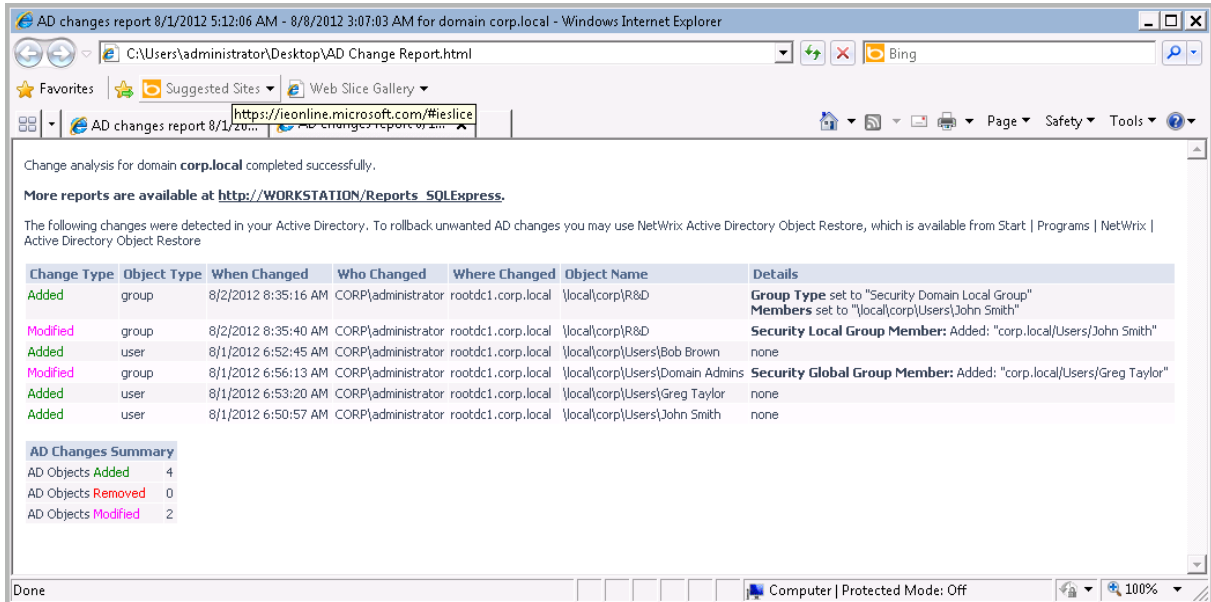 AD changes report 8/1/2012 5:12:06 AM - 8/8/2012 3:07:03 AM for domain corp.local - Windows Internet Explorer
C:\Users\administrator\Desktop\AD Change Report.html
Bing
Favorites Suggested Sites Web Slice Gallery
https://ieonline.microsoft.com/#ieslice
AD changes report 8/1/20... AD changes report 8/1... Page Safety Tools
Change analysis for domain corp.local completed successfully.
More reports are available at http://WORKSTATION/Reports_SQLExpress.
The following changes were detected in your Active Directory. To rollback unwanted AD changes you may use NetWrix Active Directory Object Restore, which is available from Start | Programs | NetWrix |
Active Directory Object Restore
Change Type Object Type When Changed Who Changed Where Changed Object Name Details
Added group 8/2/2012 8:35:16 AM CORP\administrator rootdc1.corp.local \local\corp\R&D Group Type set to "Security Domain Local Group"
Members set to "\local\corp\Users\John Smith"
Modified group 8/2/2012 8:35:40 AM CORP\administrator rootdc1.corp.local \local\corp\R&D Security Local Group Member: Added: "corp.local/Users/John Smith"
Added user 8/1/2012 6:52:45 AM CORP\administrator rootdc1.corp.local \local\corp\Users\Bob Brown none
Modified group 8/1/2012 6:56:13 AM CORP\administrator rootdc1.corp.local \local\corp\Users\Domain Admins Security Global Group Member: Added: "corp.local/Users/Greg Taylor"
Added user 8/1/2012 6:53:20 AM CORP\administrator rootdc1.corp.local \local\corp\Users\Greg Taylor none
Added user 8/1/2012 6:50:57 AM CORP\administrator rootdc1.corp.local \local\corp\Users\John Smith none
AD Changes Summary
AD Objects Added 4
AD Objects Removed 0
AD Objects Modified 2
Done Computer | Protected Mode: Off 100%